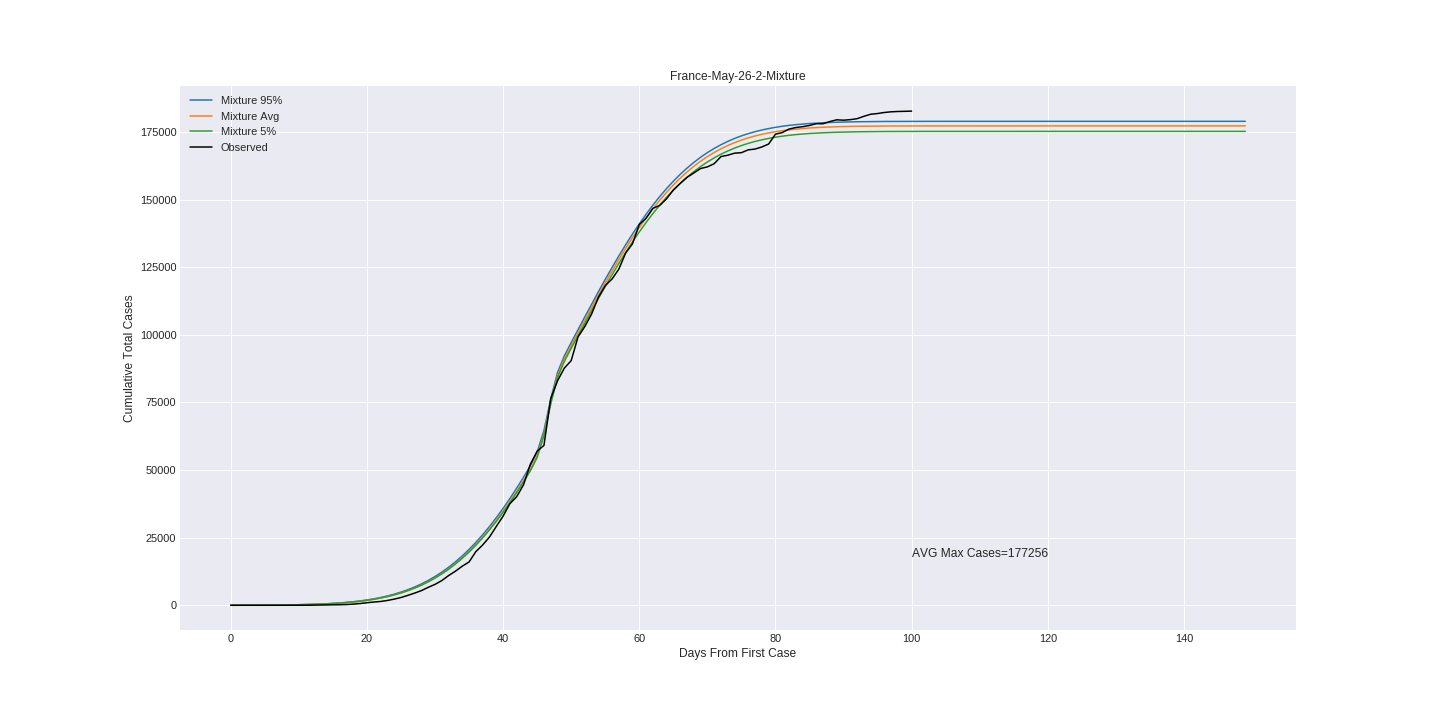 France-May-26-2-Mixture
Mixture 95%
Mixture Avg
Mixture 5%
Observed
175000
150000
125000
100000
75000
50000
25000
0
Cumulative Total Cases
AVG Max Cases=177256
0 20 40 60 80 100 120 140
Days From First Case